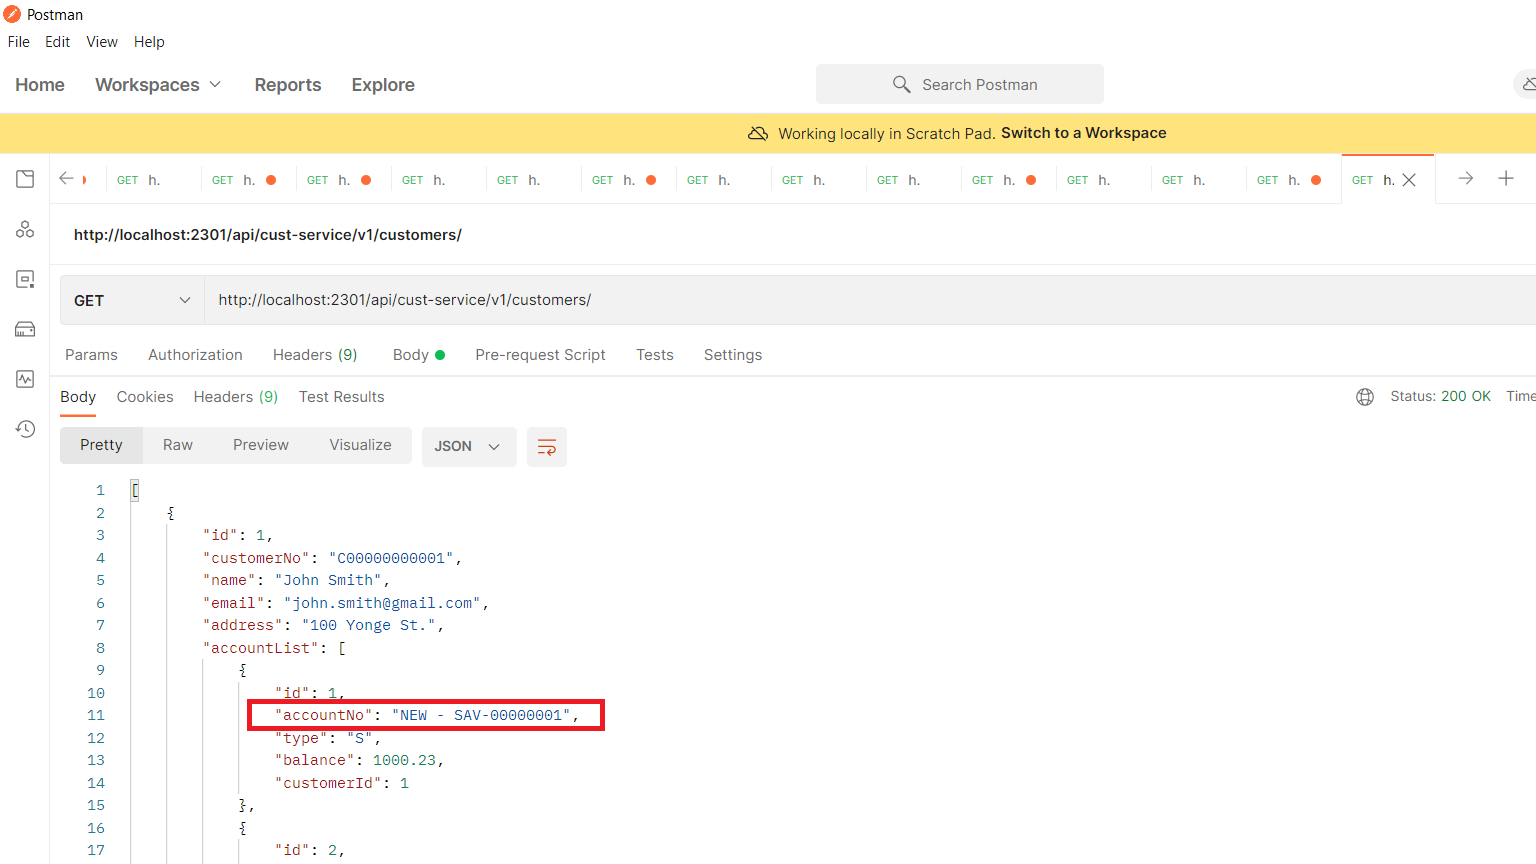 Postman
File Edit View Help
Home Workspaces Reports Explore Search Postman
Working locally in Scratch Pad. Switch to a Workspace
GET h. GET h. GET h. GET h. GET h. GET h. GET h. GET h. GET h. GET h. GET h. GET h. GET h. GET h.
http://localhost:2301/api/cust-service/v1/customers/
GET http://localhost:2301/api/cust-service/v1/customers/
Params Authorization Headers (9) Body Pre-request Script Tests Settings
Body Cookies Headers (9) Test Results Status: 200 OK Time
Pretty Raw Preview Visualize JSON
1 [
2 {
3 "id": 1,
4 "customerNo": "C00000000001",
5 "name": "John Smith",
6 "email": "john.smith@gmail.com",
7 "address": "100 Yonge St.",
8 "accountList": [
9 {
10 "id": 1,
11 "accountNo": "NEW - SAV-00000001",
12 "type": "S",
13 "balance": 1000.23,
14 "customerId": 1
15 },
16 {
17 "id": 2,